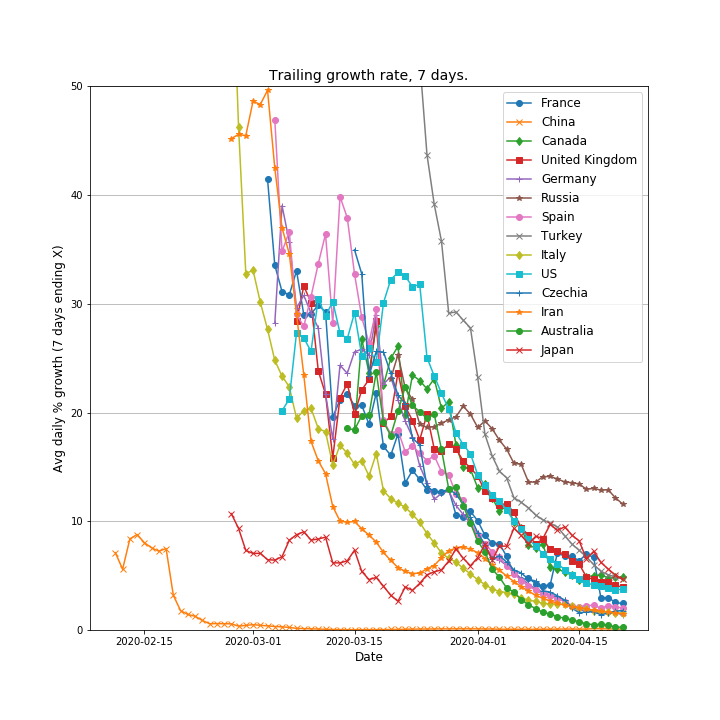 Trailing growth rate, 7 days.
50
40
30
20
10
0
Avg daily % growth (7 days ending X)
2020-02-15
2020-03-01
2020-03-15
2020-04-01
2020-04-15
Date
France
China
Canada
United Kingdom
Germany
Russia
Spain
Turkey
Italy
US
Czechia
Iran
Australia
Japan